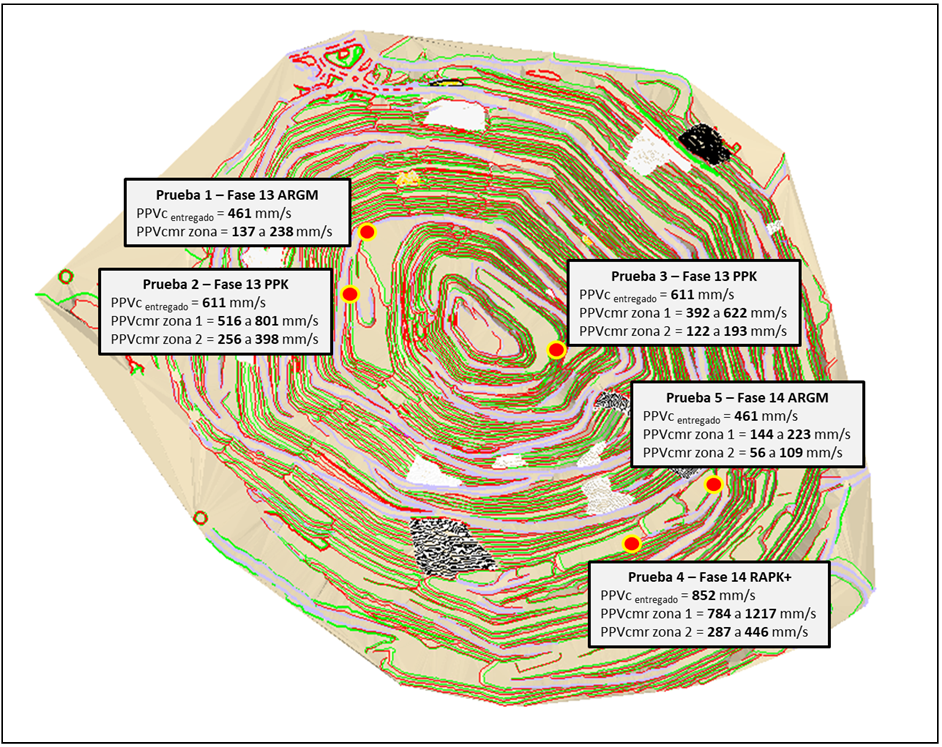 Prueba 1 – Fase 13 ARGM
PPVc entregado = 461 mm/s
PPVcmr zona = 137 a 238 mm/s
Prueba 2 – Fase 13 PPK
PPVc entregado = 611 mm/s
PPVcmr zona 1 = 516 a 801 mm/s
PPVcmr zona 2 = 256 a 398 mm/s
Prueba 3 – Fase 13 PPK
PPVc entregado = 611 mm/s
PPVcmr zona 1 = 392 a 622 mm/s
PPVcmr zona 2 = 122 a 193 mm/s
Prueba 5 – Fase 14 ARGM
PPVc entregado = 461 mm/s
PPVcmr zona 1 = 144 a 223 mm/s
PPVcmr zona 2 = 56 a 109 mm/s
Prueba 4 – Fase 14 RAPK+
PPVc entregado = 852 mm/s
PPVcmr zona 1 = 784 a 1217 mm/s
PPVcmr zona 2 = 287 a 446 mm/s